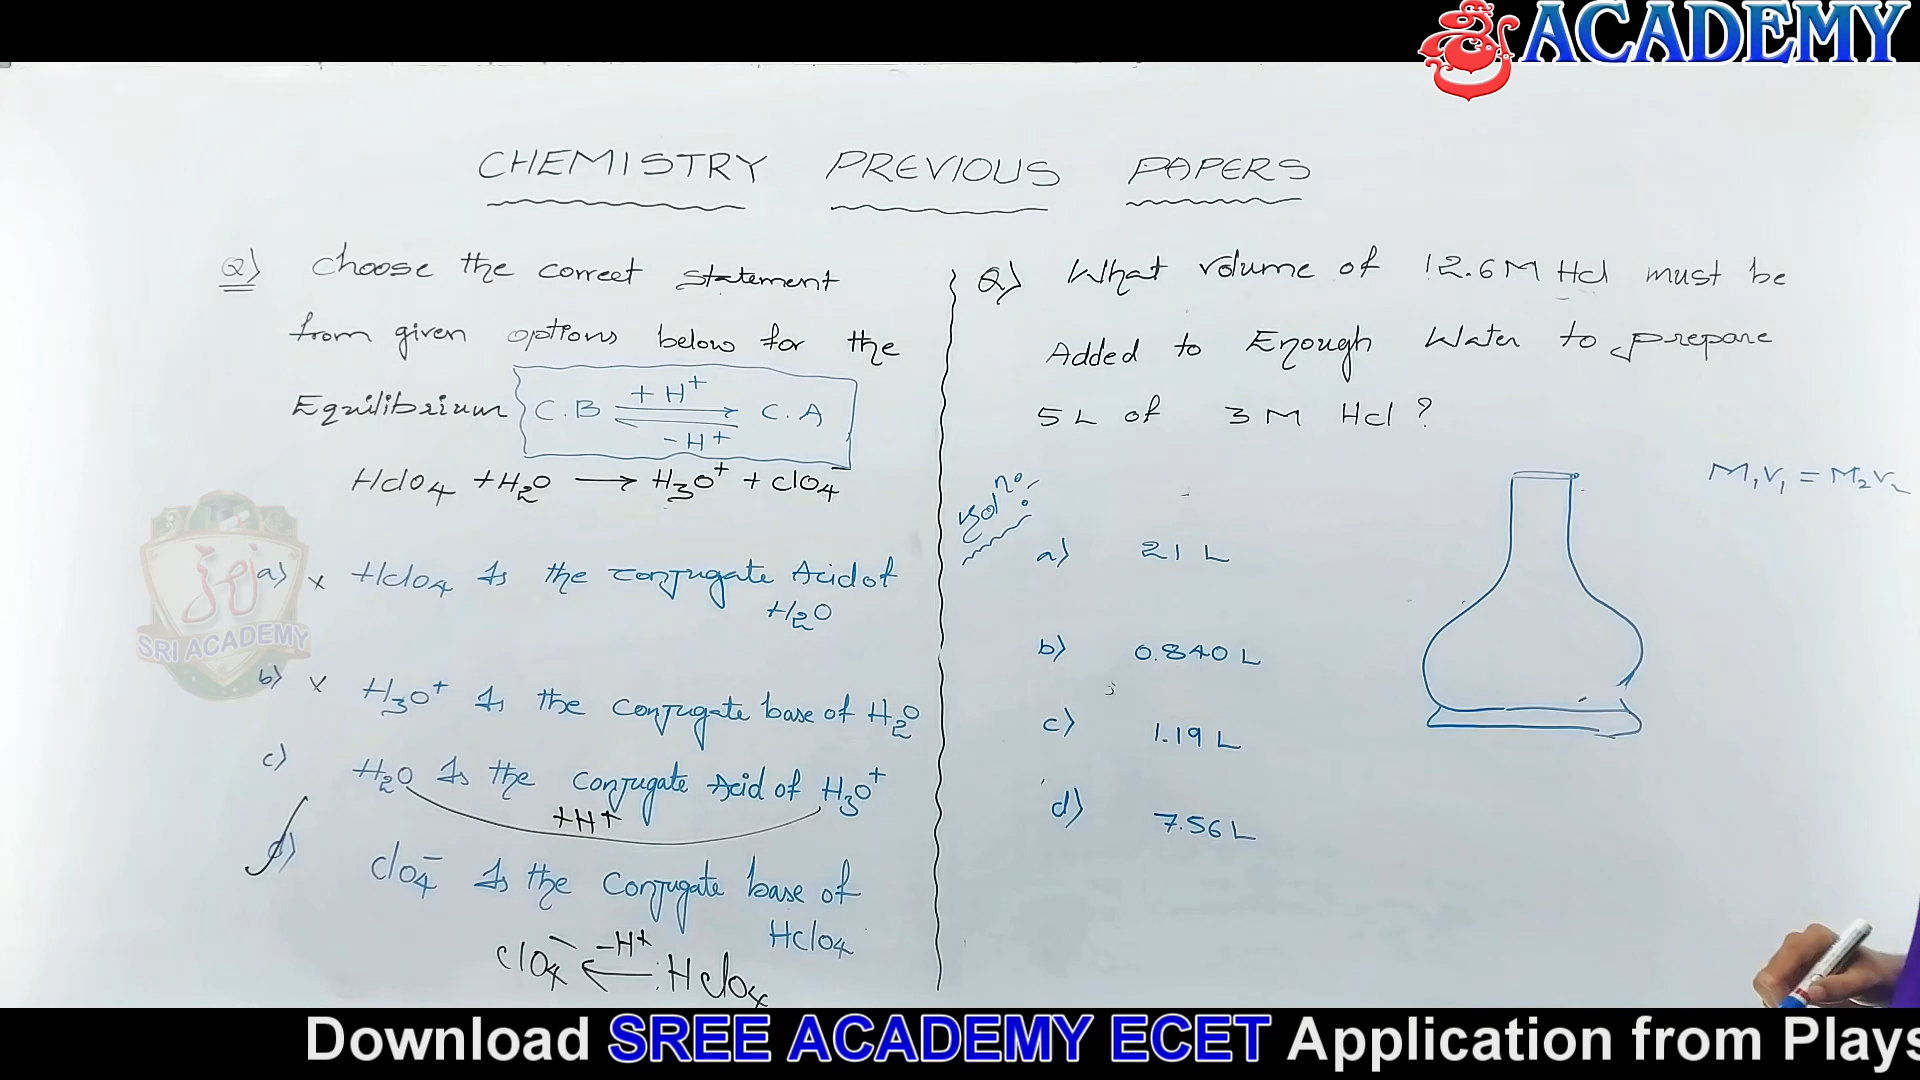 ACADEMY
CHEMISTRY PREVIOUS PAPERS
Q) Choose the correct statement
from given options below for the
Equilibrium C.B +H⁺ ⇌ -H⁺ C.A
HClO4 + H2O ⟶ H3O⁺ + ClO4⁻
a) x HClO4 Is the conjugate Acid of
H2O
b) x H3O⁺ Is the conjugate base of H2O
c) H2O Is the conjugate Acid of H3O⁺
+H⁺
d) ClO4⁻ Is the Conjugate base of
HClO4
ClO4⁻ -H⁺ ⟵ HClO4
Q) What volume of 12.6 M HCl must be
Added to Enough Water to prepare
5 L of 3 M HCl ?
Sol no:
M₁V₁ = M₂V₂
a) 21 L
b) 0.840 L
c) 1.19 L
d) 7.56 L
SRI ACADEMY
Download SREE ACADEMY ECET Application from Plays